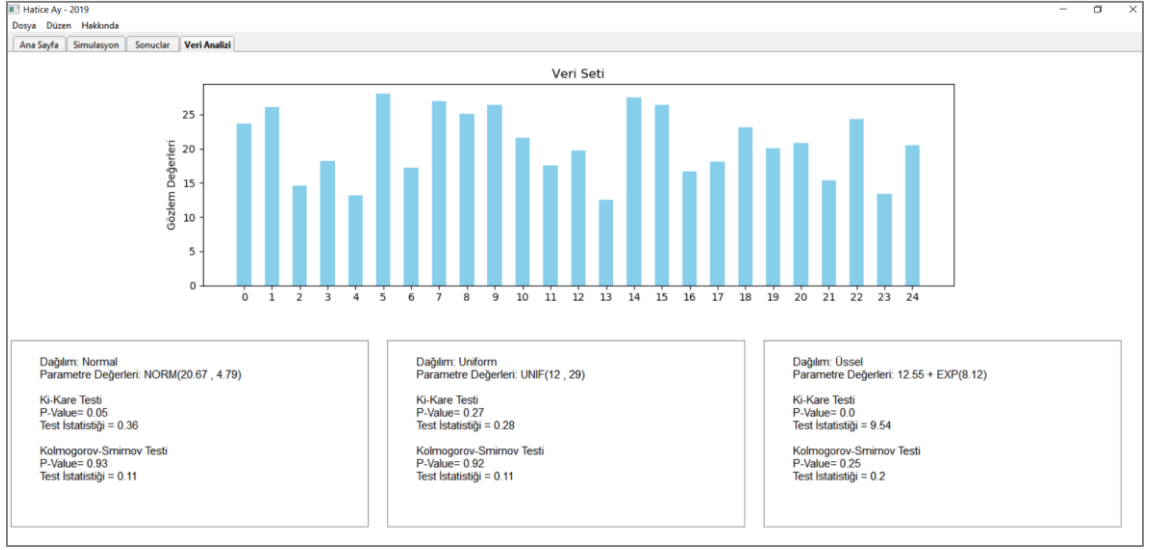 Hatice Ay - 2019
Dosya Düzen Hakkında
Ana Sayfa Simulasyon Sonuclar Veri Analizi
Veri Seti
Gözlem Değerleri
25
20
15
10
5
0
0 1 2 3 4 5 6 7 8 9 10 11 12 13 14 15 16 17 18 19 20 21 22 23 24
Dağılım: Normal
Parametre Değerleri: NORM(20.67 , 4.79)
Ki-Kare Testi
P-Value= 0.05
Test İstatistiği = 0.36
Kolmogorov-Smirnov Testi
P-Value= 0.93
Test İstatistiği = 0.11
Dağılım: Uniform
Parametre Değerleri: UNIF(12 , 29)
Ki-Kare Testi
P-Value= 0.27
Test İstatistiği = 0.28
Kolmogorov-Smirnov Testi
P-Value= 0.92
Test İstatistiği = 0.11
Dağılım: Üssel
Parametre Değerleri: 12.55 + EXP(8.12)
Ki-Kare Testi
P-Value= 0.0
Test İstatistiği = 9.54
Kolmogorov-Smirnov Testi
P-Value= 0.25
Test İstatistiği = 0.2